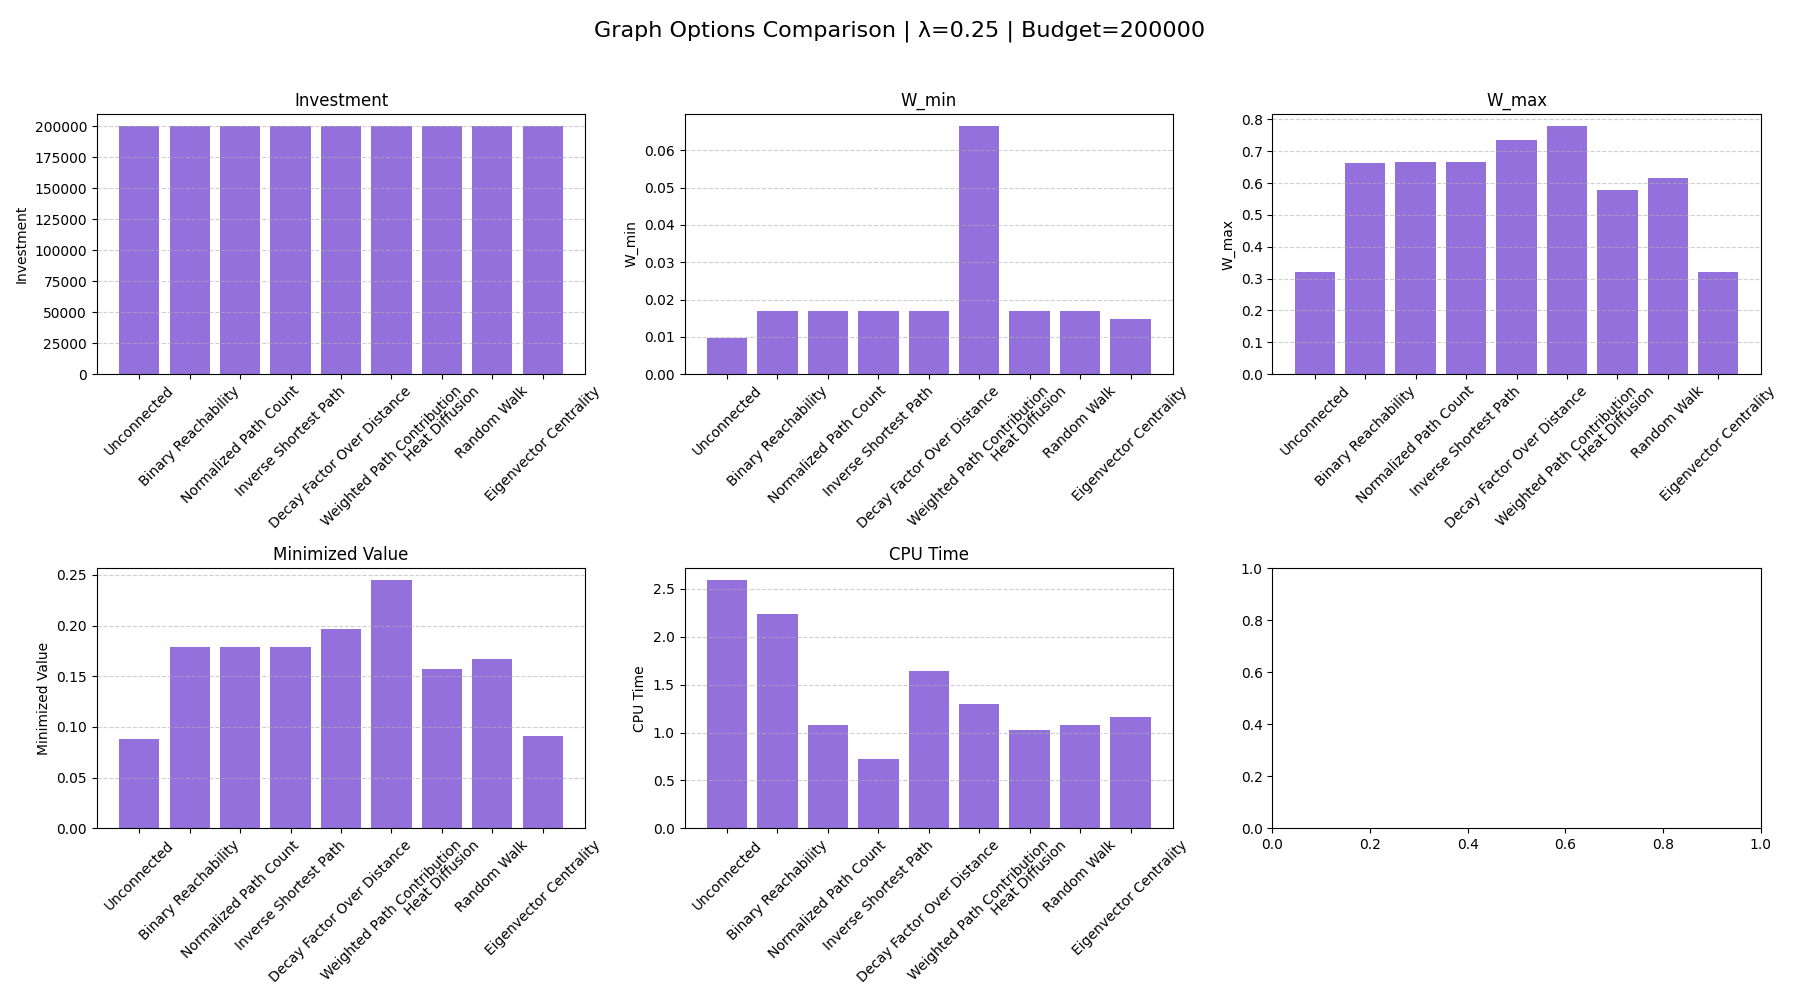 Graph Options Comparison | λ=0.25 | Budget=200000
Investment
Investment
200000
175000
150000
125000
100000
75000
50000
25000
0
Unconnected
Binary Reachability
Normalized Path Count
Inverse Shortest Path
Decay Factor Over Distance
Weighted Path Contribution
Heat Diffusion
Random Walk
Eigenvector Centrality
W_min
W_min
0.06
0.05
0.04
0.03
0.02
0.01
0.00
Unconnected
Binary Reachability
Normalized Path Count
Inverse Shortest Path
Decay Factor Over Distance
Weighted Path Contribution
Heat Diffusion
Random Walk
Eigenvector Centrality
W_max
W_max
0.8
0.7
0.6
0.5
0.4
0.3
0.2
0.1
0.0
Unconnected
Binary Reachability
Normalized Path Count
Inverse Shortest Path
Decay Factor Over Distance
Weighted Path Contribution
Heat Diffusion
Random Walk
Eigenvector Centrality
Minimized Value
Minimized Value
0.25
0.20
0.15
0.10
0.05
0.00
Unconnected
Binary Reachability
Normalized Path Count
Inverse Shortest Path
Decay Factor Over Distance
Weighted Path Contribution
Heat Diffusion
Random Walk
Eigenvector Centrality
CPU Time
CPU Time
2.5
2.0
1.5
1.0
0.5
0.0
Unconnected
Binary Reachability
Normalized Path Count
Inverse Shortest Path
Decay Factor Over Distance
Weighted Path Contribution
Heat Diffusion
Random Walk
Eigenvector Centrality
1.0
0.8
0.6
0.4
0.2
0.0
0.0 0.2 0.4 0.6 0.8 1.0